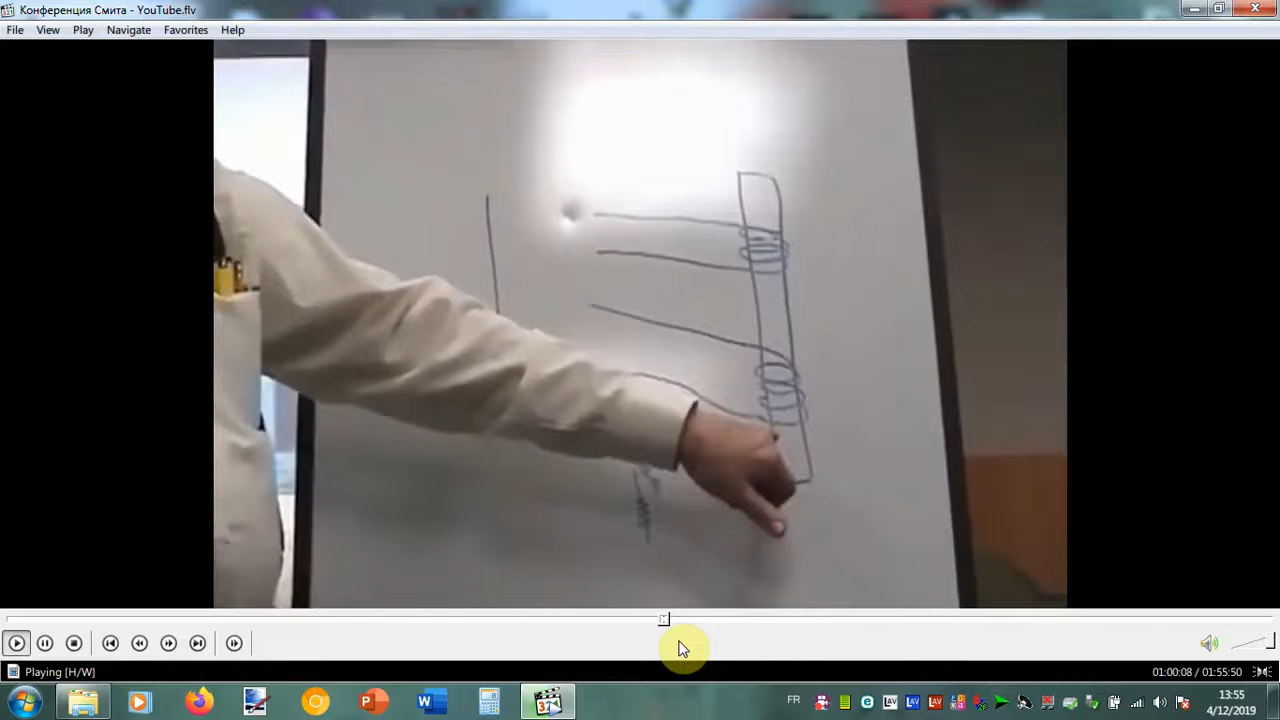 Конференция Смита - YouTube.flv
File View Play Navigate Favorites Help
Playing [H/W]
01:00:08 / 01:55:50
FR
13:55
4/12/2019